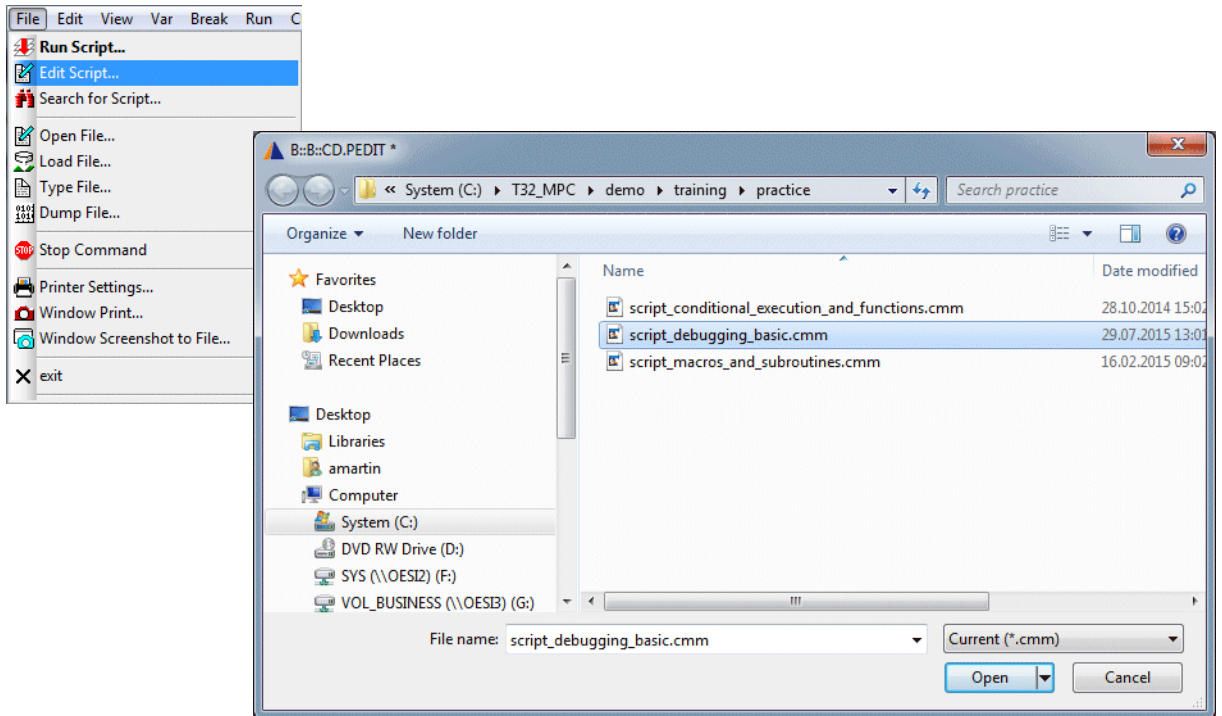 File Edit View Var Break Run C
Run Script...
Edit Script...
Search for Script...
Open File...
Load File...
Type File...
Dump File...
STOP Stop Command
Printer Settings...
Window Print...
Window Screenshot to File...
exit
B::B::CD.PEDIT *
« System (C:) T32_MPC demo training practice Search practice
Organize New folder
Favorites
Desktop
Downloads
Recent Places
Desktop
Libraries
amartin
Computer
System (C:)
DVD RW Drive (D:)
SYS (\\OESI2) (F:)
VOL_BUSINESS (\\OESI3) (G:)
Name Date modified
script_conditional_execution_and_functions.cmm 28.10.2014 15:02
script_debugging_basic.cmm 29.07.2015 13:01
script_macros_and_subroutines.cmm 16.02.2015 09:02
File name: script_debugging_basic.cmm Current (*.cmm)
Open Cancel